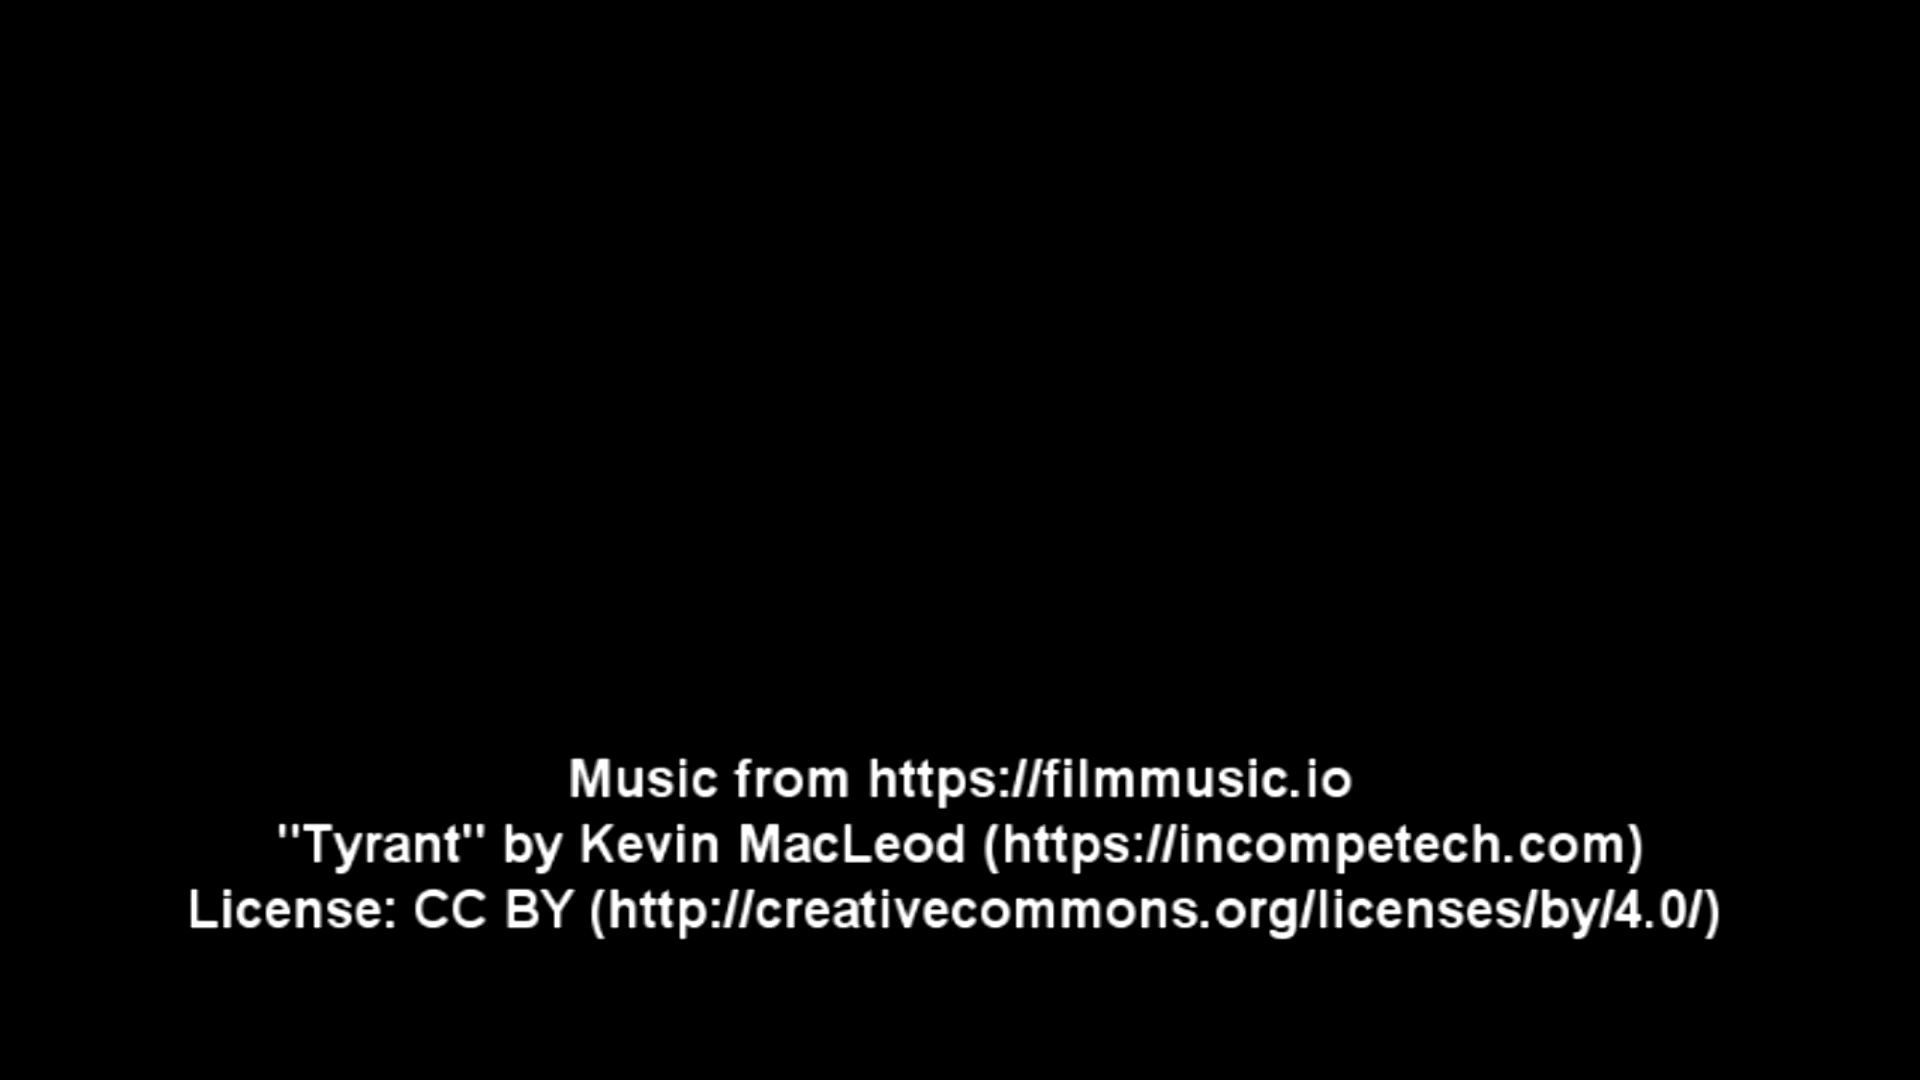 Music from https://filmmusic.io
"Tyrant" by Kevin MacLeod (https://incompetech.com)
License: CC BY (http://creativecommons.org/licenses/by/4.0/)